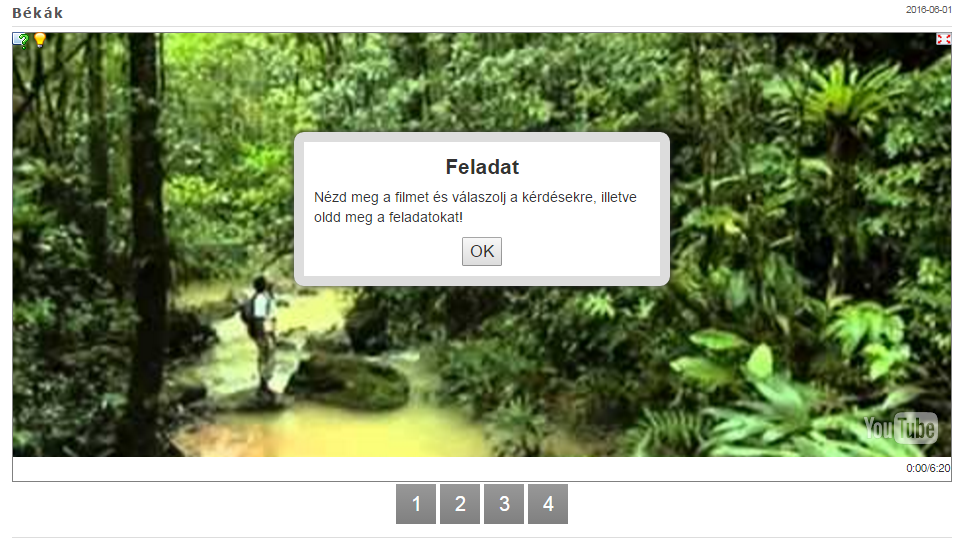 Békák
2016-06-01
Feladat
Nézd meg a filmet és válaszolj a kérdésekre, illetve
oldd meg a feladatokat!
OK
YouTube
0:00/6:20
1 2 3 4